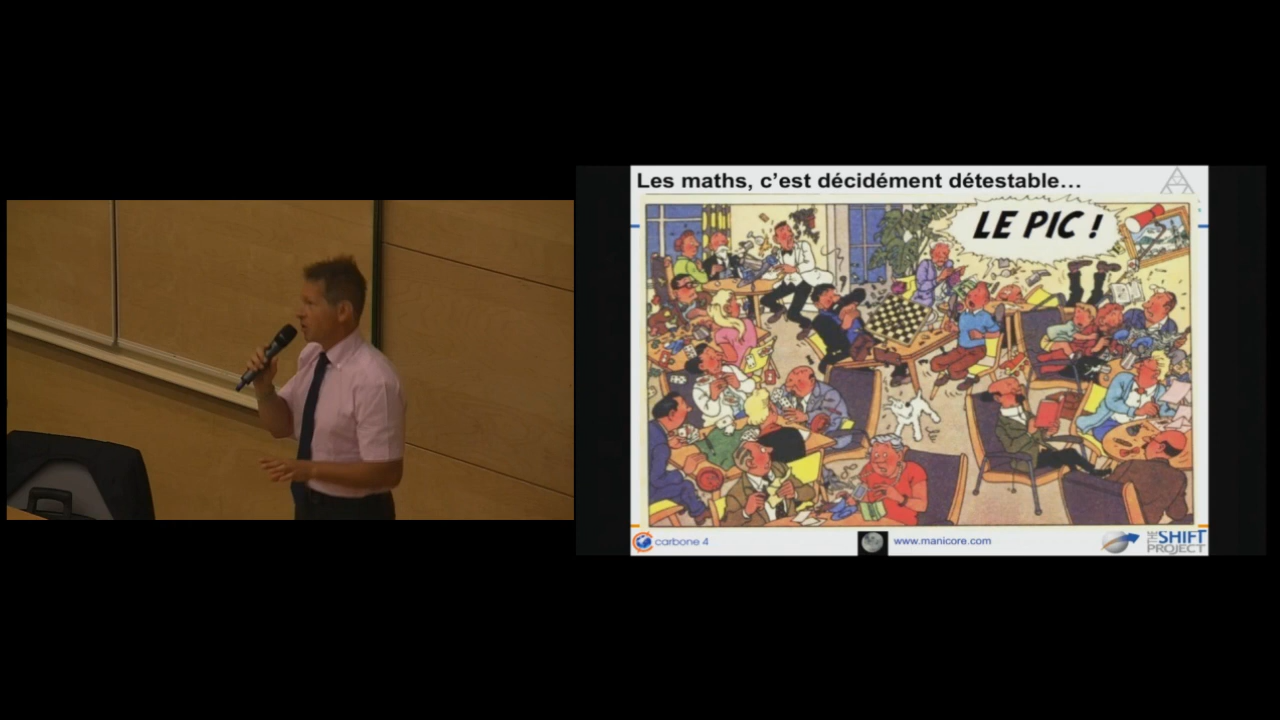 Les maths, c’est décidément détestable…
LE PIC !
carbone 4
www.manicore.com
THE SHIFT
PROJECT